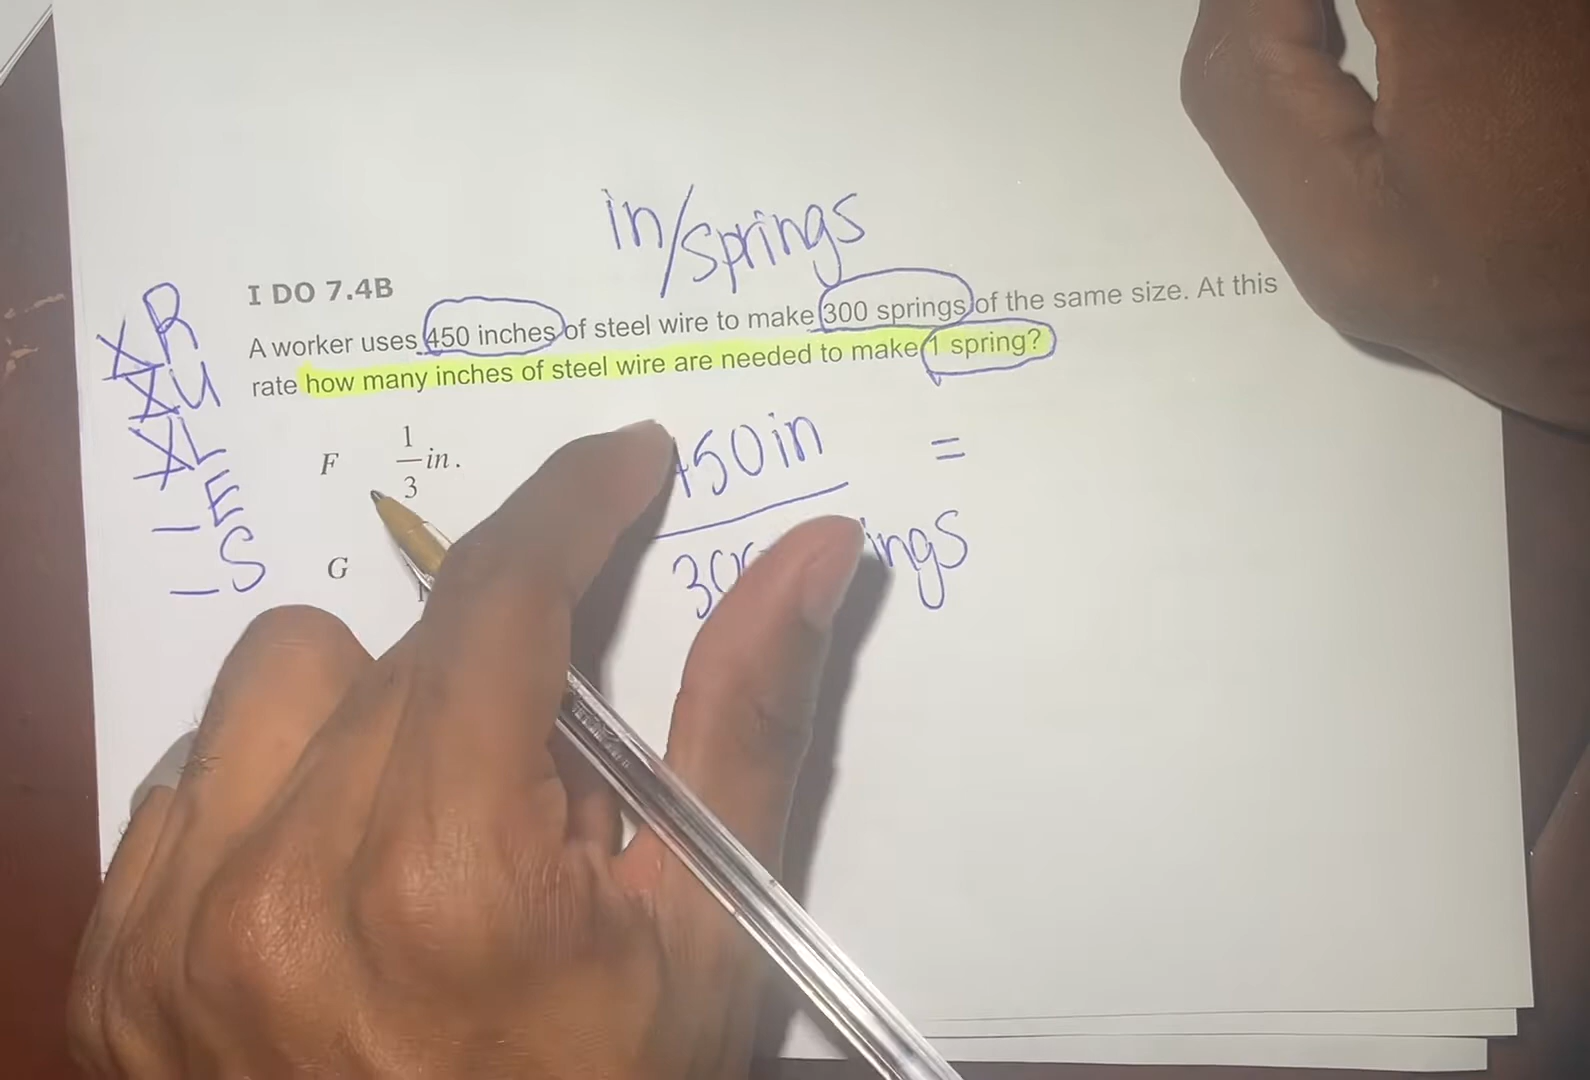 in/springs
I DO 7.4B
A worker uses 450 inches of steel wire to make 300 springs of the same size. At this
rate how many inches of steel wire are needed to make 1 spring?
X R
X U
X L
_ E
_ S
F 1/3 in.
G
450in =